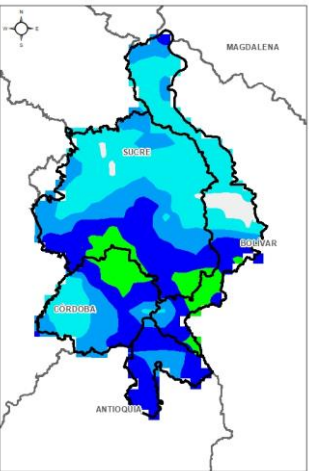 N
E
S
MAGDALENA
SUCRE
BOLIVAR
CÓRDOBA
ANTIOQUIA